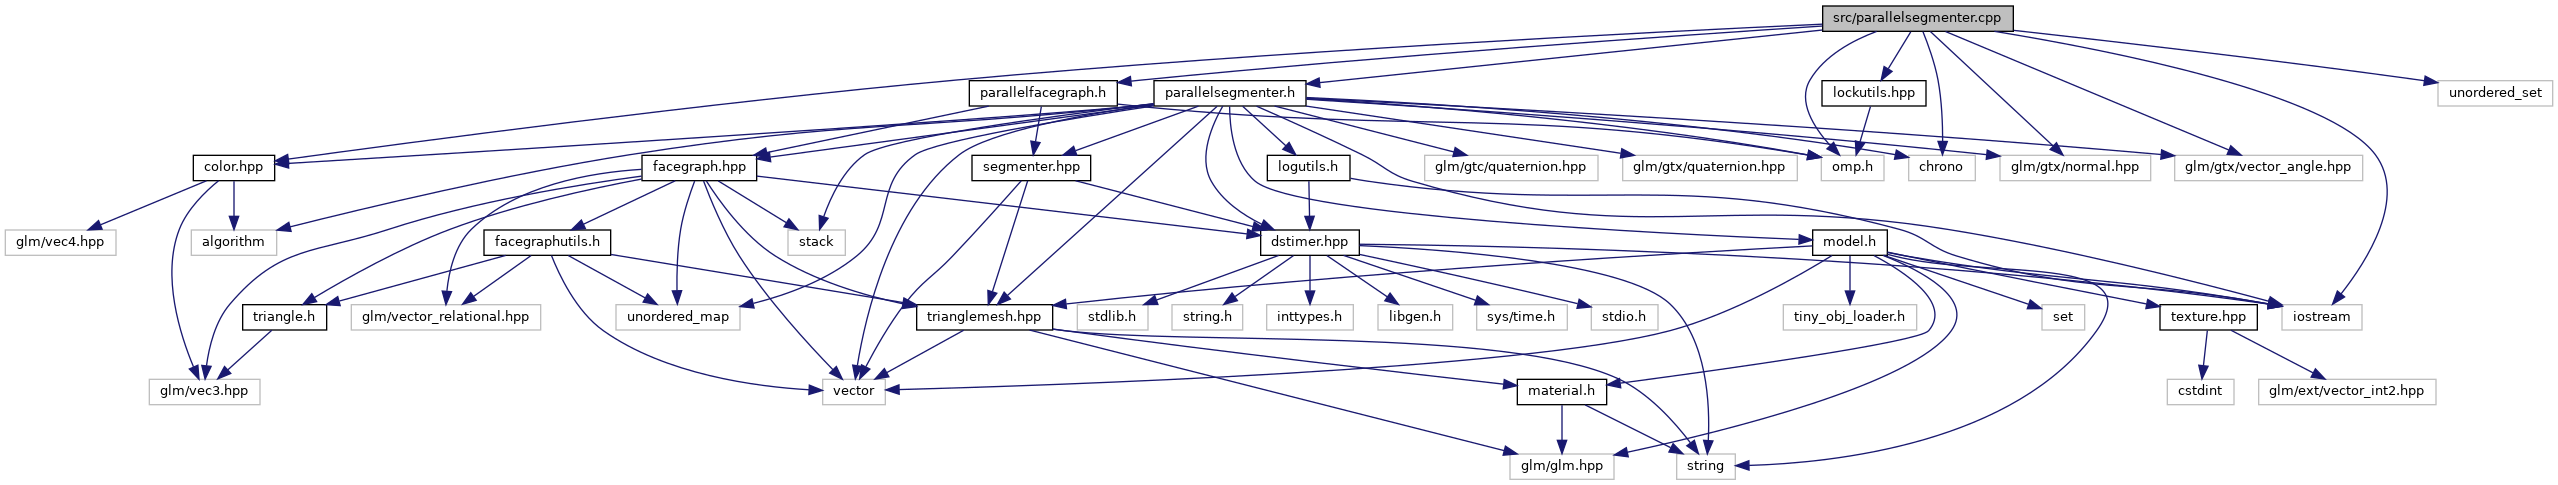 src/parallelsegmenter.cpp
parallelfacegraph.h
parallelsegmenter.h
lockutils.hpp
unordered_set
color.hpp
facegraph.hpp
segmenter.hpp
logutils.h
glm/gtc/quaternion.hpp
glm/gtx/quaternion.hpp
omp.h
chrono
glm/gtx/normal.hpp
glm/gtx/vector_angle.hpp
glm/vec4.hpp
algorithm
facegraphutils.h
stack
dstimer.hpp
model.h
triangle.h
glm/vector_relational.hpp
unordered_map
trianglemesh.hpp
stdlib.h
string.h
inttypes.h
libgen.h
sys/time.h
stdio.h
tiny_obj_loader.h
set
texture.hpp
iostream
glm/vec3.hpp
vector
material.h
cstdint
glm/ext/vector_int2.hpp
glm/glm.hpp
string